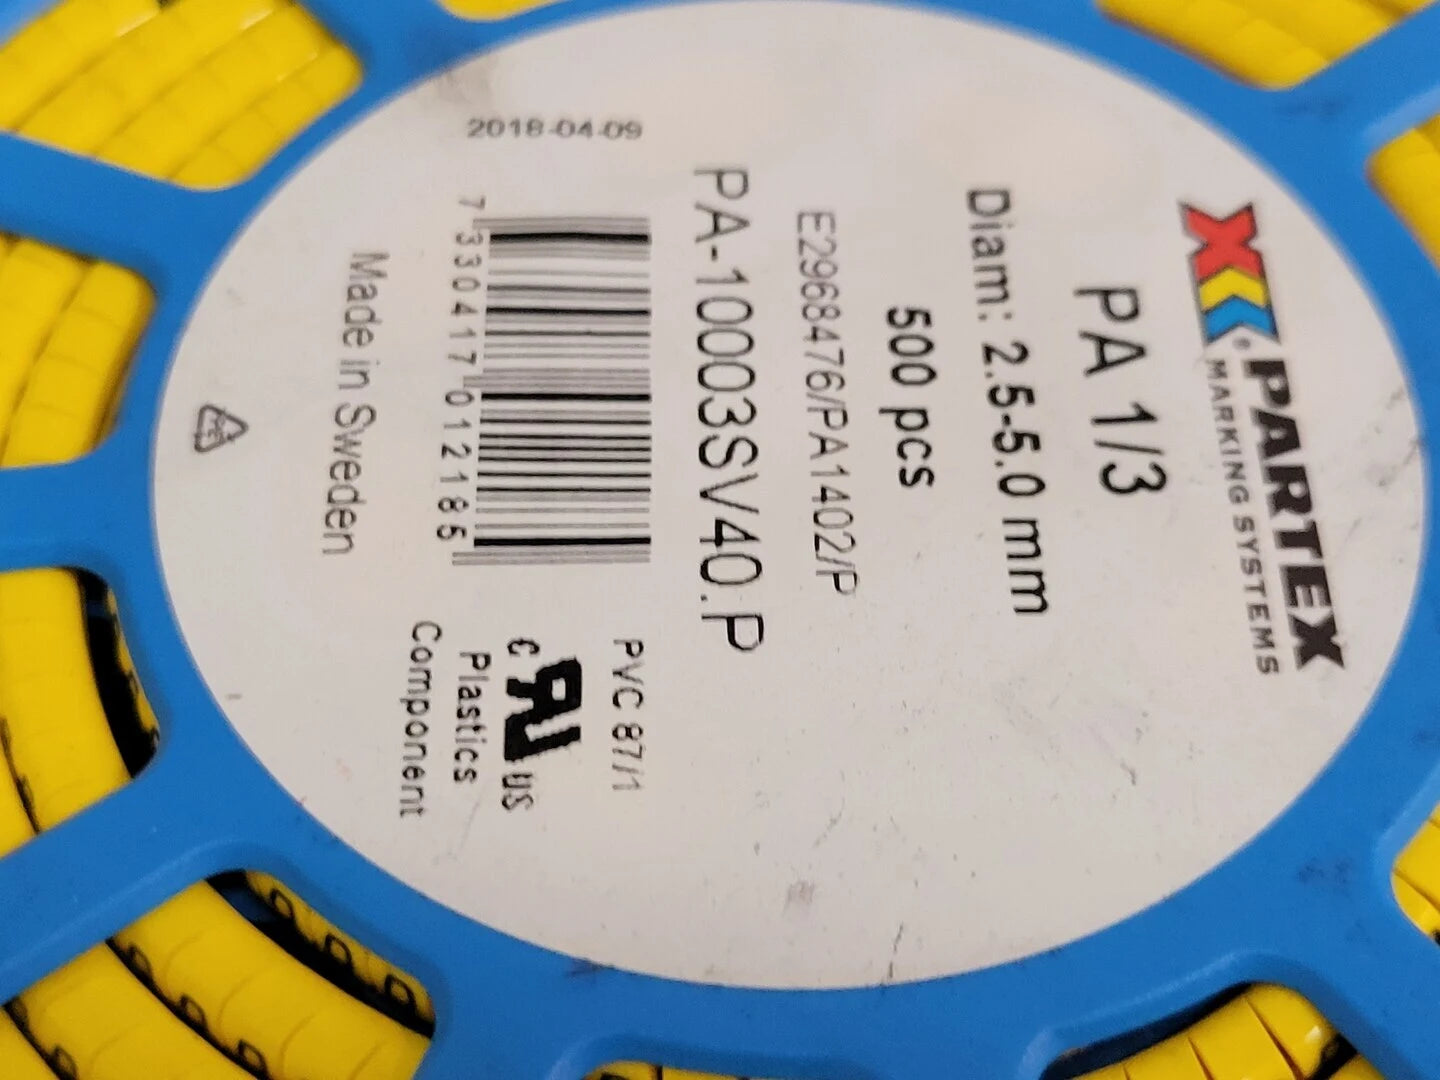 PARTEX
MARKING SYSTEMS
PA 1/3
Diam: 2.5-5.0 mm
500 pcs
E2968476/PA1402/P
PA-10003SV40.P
2018-04-09
7 330417 012185
PVC 87/1
c UR us
Plastics
Component
Made in Sweden